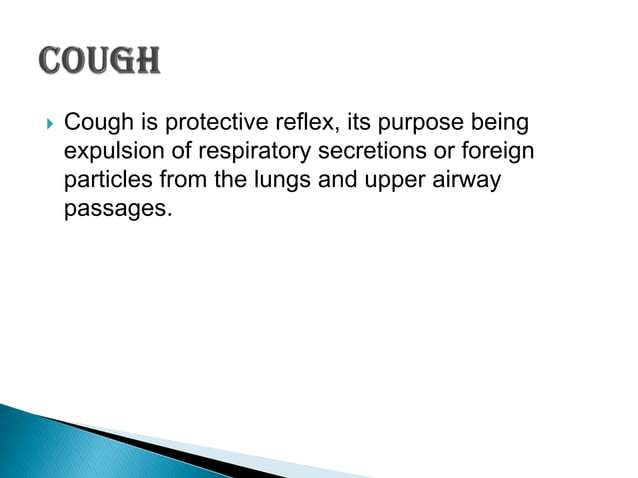 COUGH
Cough is protective reflex, its purpose being
expulsion of respiratory secretions or foreign
particles from the lungs and upper airway
passages.